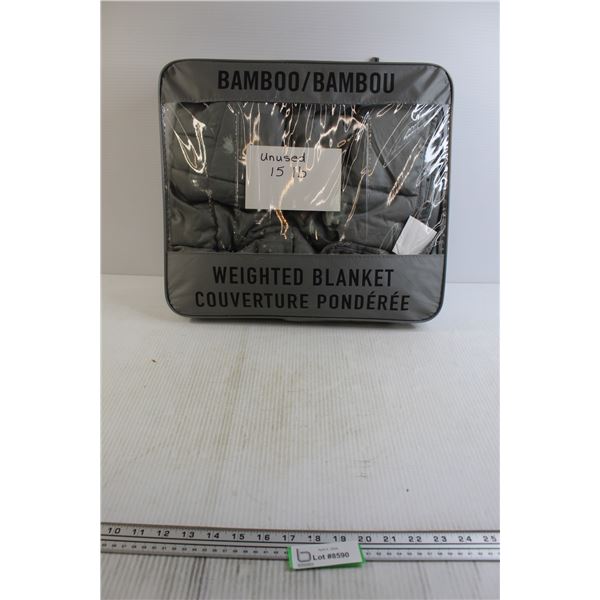 BAMBOO/BAMBOU
Unused
15 lb
WEIGHTED BLANKET
COUVERTURE PONDÉRÉE
10 11 12 13 14 15 16 17 18 19 20 21 22 23 24 25
Lot #8590